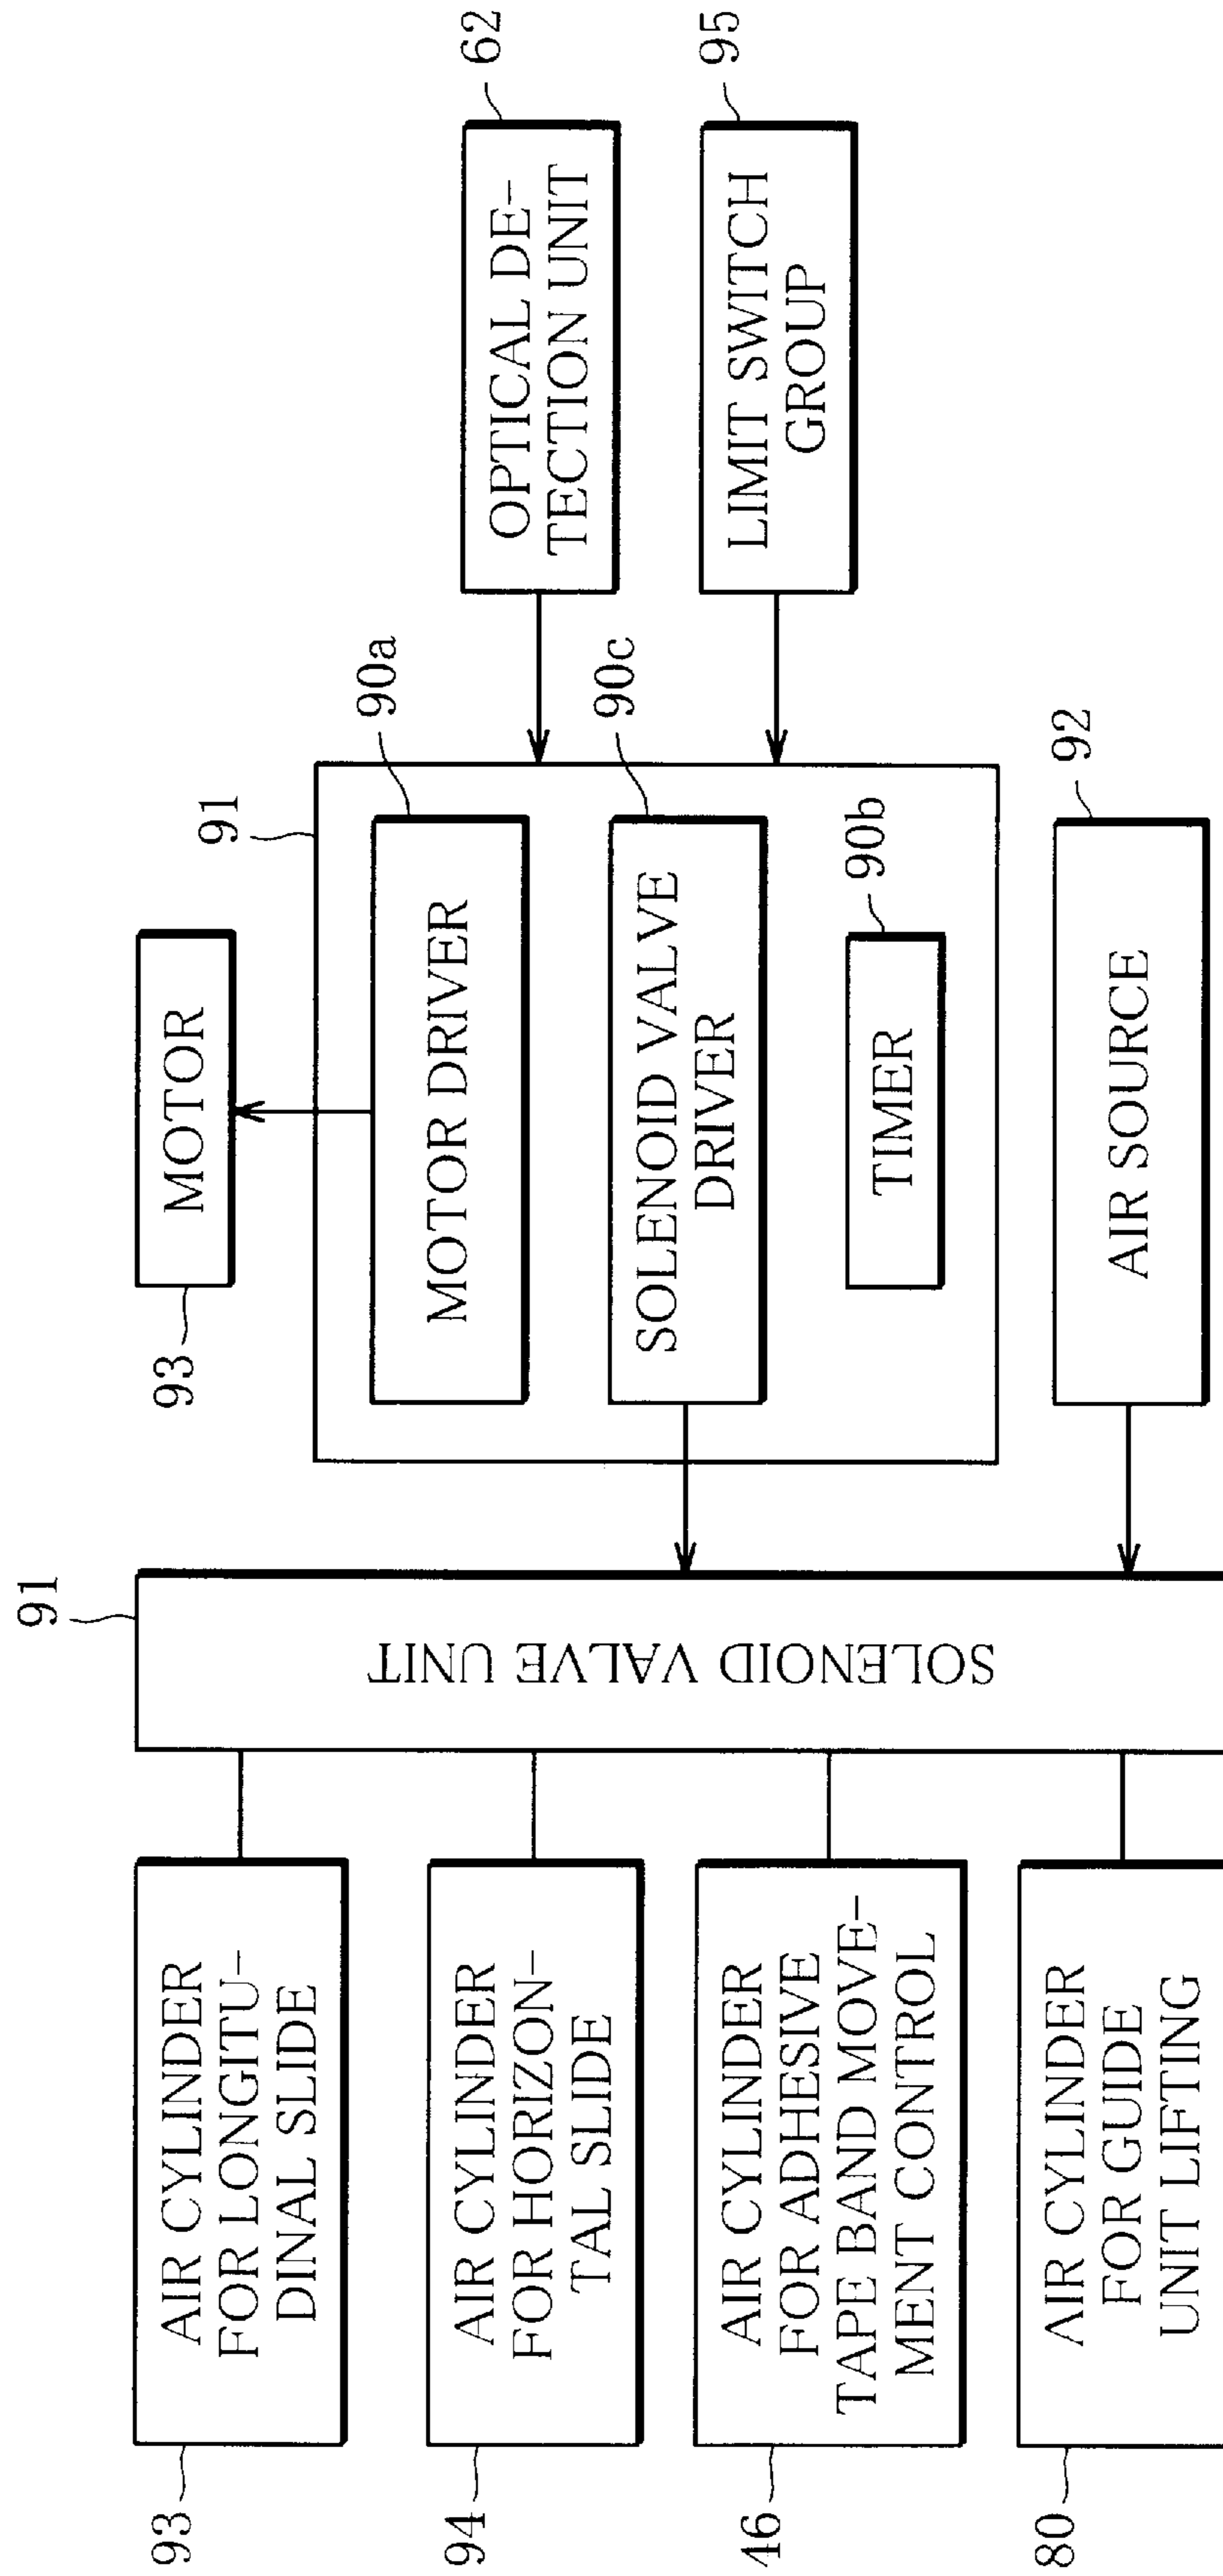 93
AIR CYLINDER
FOR LONGITU-
DINAL SLIDE
94
AIR CYLINDER
FOR HORIZON-
TAL SLIDE
46
AIR CYLINDER
FOR ADHESIVE
TAPE BAND MOVE-
MENT CONTROL
80
AIR CYLINDER
FOR GUIDE
UNIT LIFTING
91
SOLENOID VALVE UNIT
93
MOTOR
91
90a
MOTOR DRIVER
90c
SOLENOID VALVE
DRIVER
90b
TIMER
92
AIR SOURCE
62
OPTICAL DE-
TECTION UNIT
95
LIMIT SWITCH
GROUP